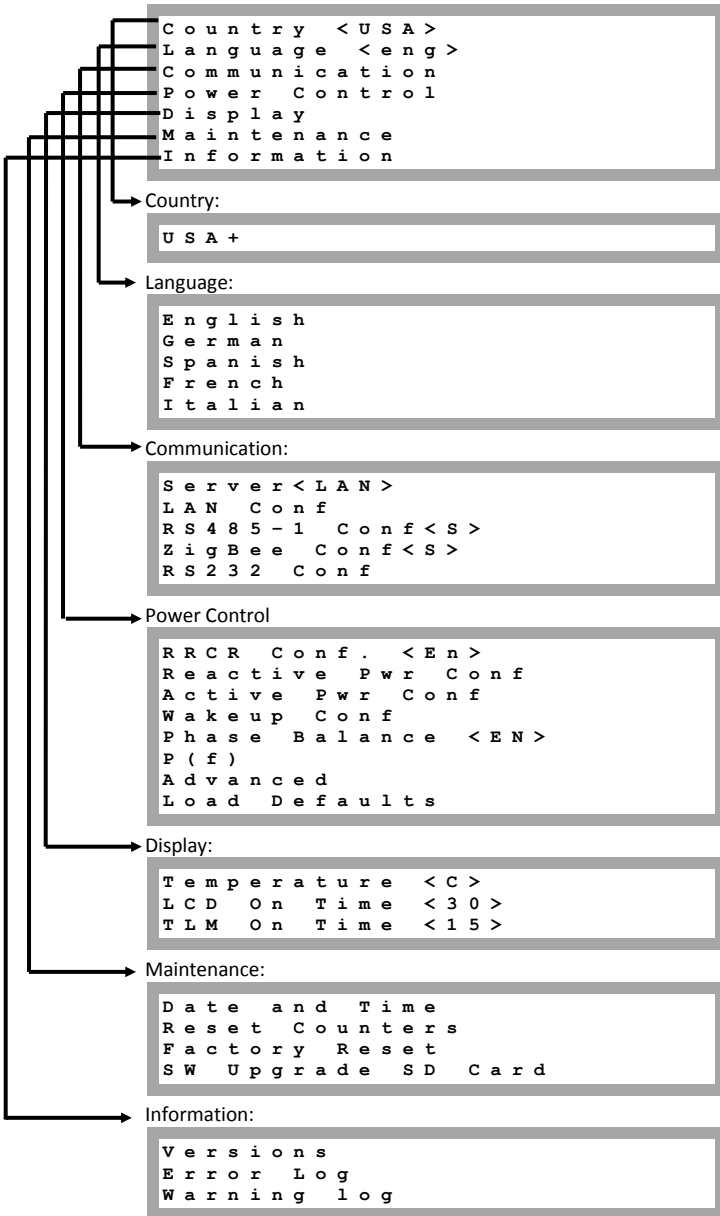 Country <USA>
Language <eng>
Communication
Power Control
Display
Maintenance
Information
Country:
USA+
Language:
English
German
Spanish
French
Italian
Communication:
Server<LAN>
LAN Conf
RS485-1 Conf<S>
ZigBee Conf<S>
RS232 Conf
Power Control
RRCR Conf. <En>
Reactive Pwr Conf
Active Pwr Conf
Wakeup Conf
Phase Balance <EN>
P(f)
Advanced
Load Defaults
Display:
Temperature <C>
LCD On Time <30>
TLM On Time <15>
Maintenance:
Date and Time
Reset Counters
Factory Reset
SW Upgrade SD Card
Information:
Versions
Error Log
Warning log